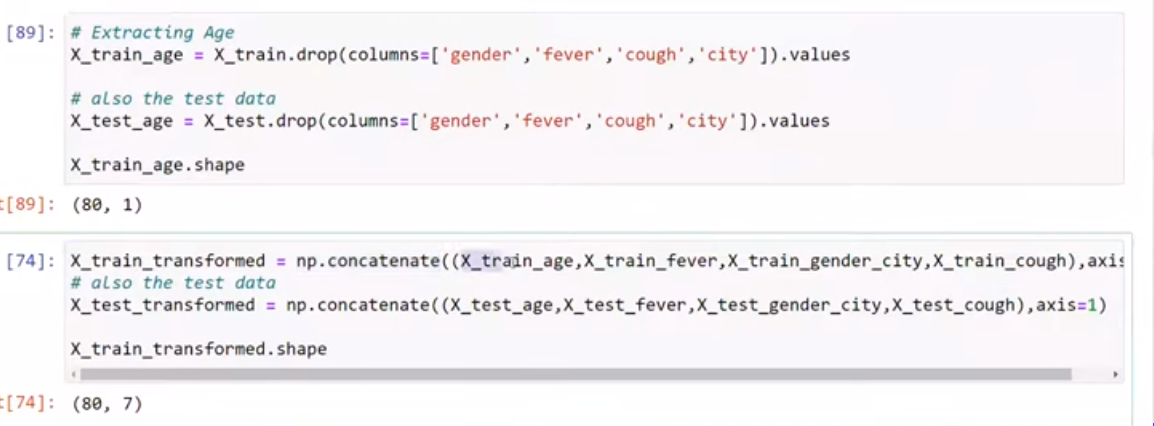 [89]: # Extracting Age
X_train_age = X_train.drop(columns=['gender','fever','cough','city']).values
# also the test data
X_test_age = X_test.drop(columns=['gender','fever','cough','city']).values
X_train_age.shape
t[89]: (80, 1)
[74]: X_train_transformed = np.concatenate((X_train_age,X_train_fever,X_train_gender_city,X_train_cough),axis
# also the test data
X_test_transformed = np.concatenate((X_test_age,X_test_fever,X_test_gender_city,X_test_cough),axis=1)
X_train_transformed.shape
t[74]: (80, 7)